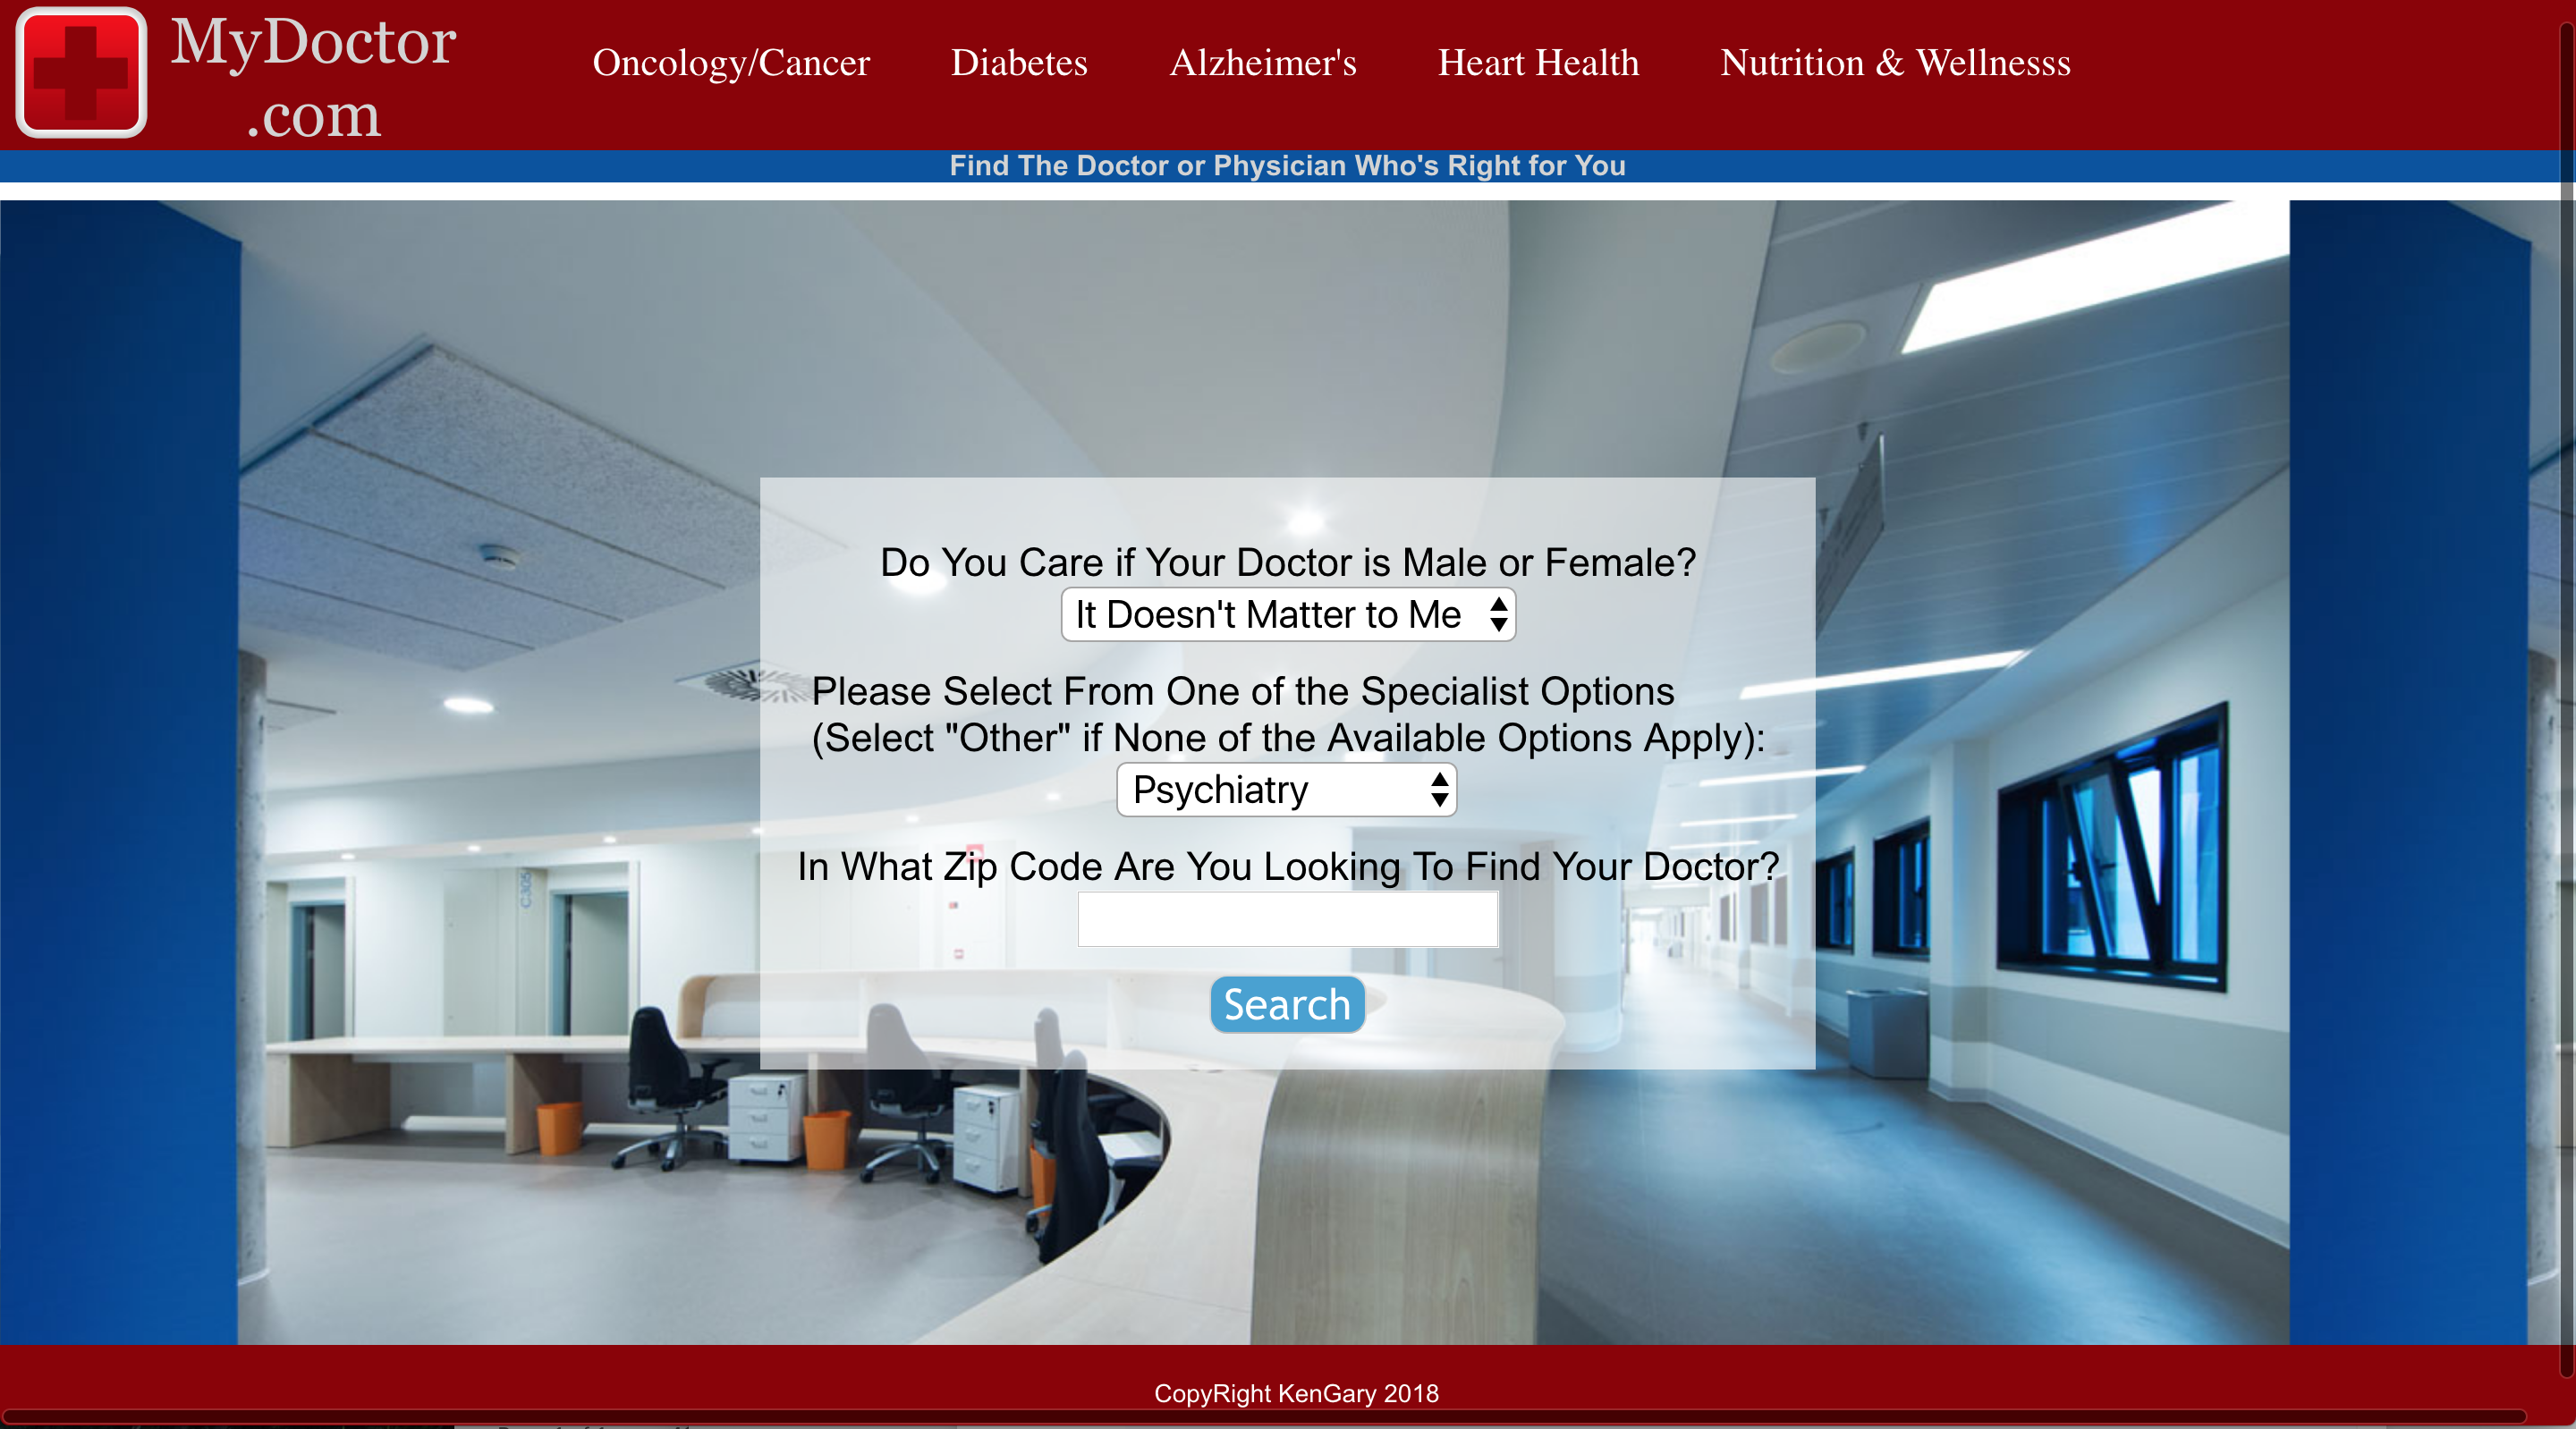 MyDoctor
.com
Oncology/Cancer
Diabetes
Alzheimer's
Heart Health
Nutrition & Wellnesss
Find The Doctor or Physician Who's Right for You
Do You Care if Your Doctor is Male or Female?
It Doesn't Matter to Me
Please Select From One of the Specialist Options
(Select "Other" if None of the Available Options Apply):
Psychiatry
In What Zip Code Are You Looking To Find Your Doctor?
C305
Search
CopyRight KenGary 2018